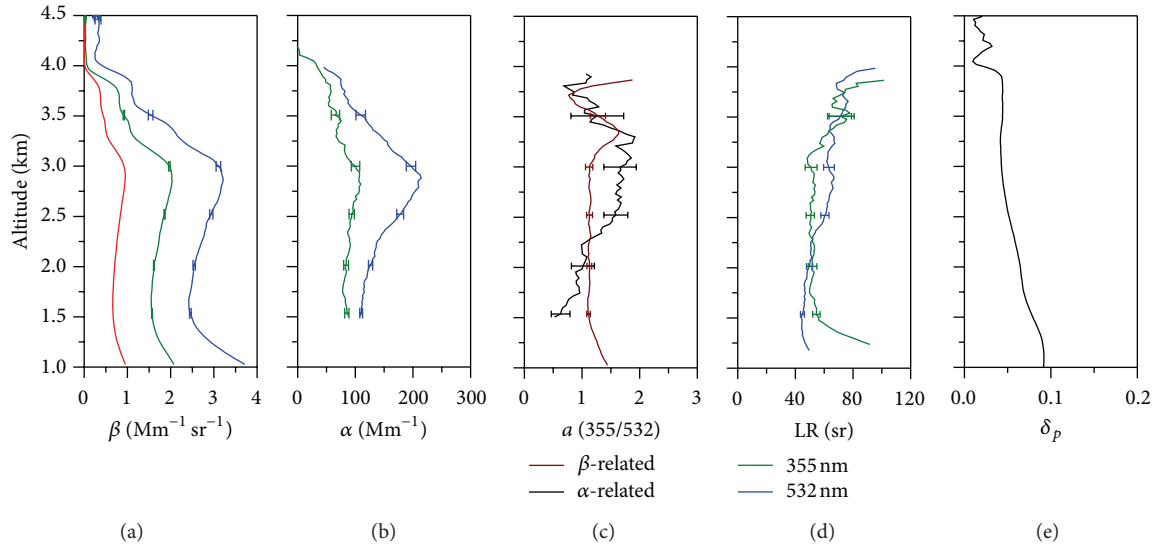 4.5
4.0
3.5
3.0
2.5
2.0
1.5
1.0
Altitude (km)
0 1 2 3 4
β (Mm⁻¹ sr⁻¹)
0 100 200 300
α (Mm⁻¹)
0 1 2 3
a (355/532)
0 40 80 120
LR (sr)
0.0 0.1 0.2
δₚ
β-related
α-related
355 nm
532 nm
(a) (b) (c) (d) (e)